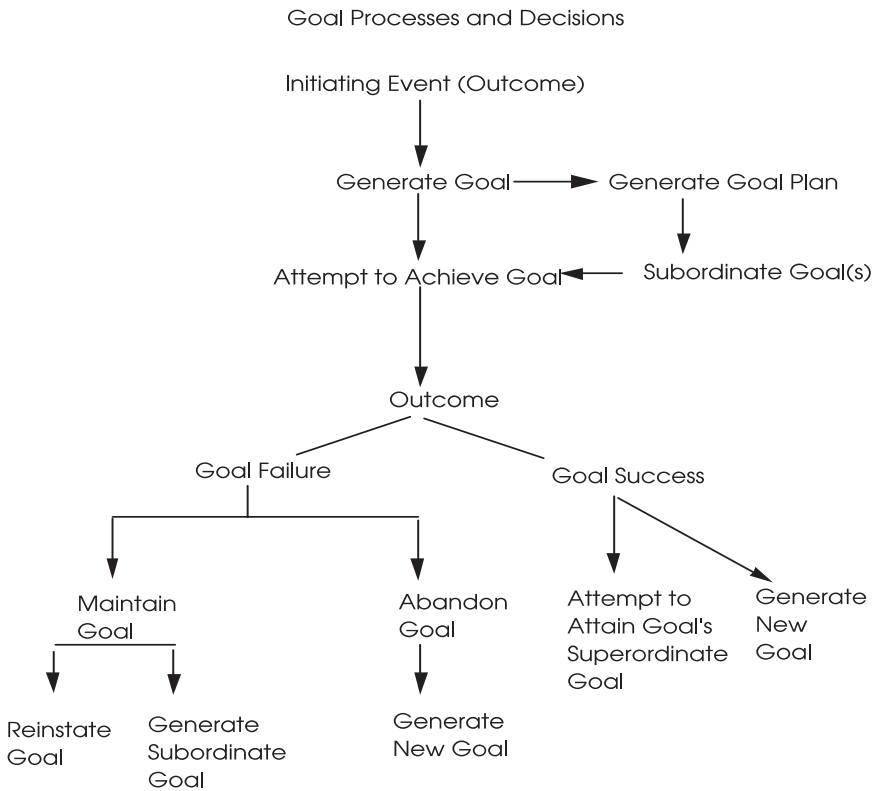 Goal Processes and Decisions
Initiating Event (Outcome)
Generate Goal
Generate Goal Plan
Attempt to Achieve Goal
Subordinate Goal(s)
Outcome
Goal Failure
Goal Success
Maintain
Goal
Abandon
Goal
Attempt to
Attain Goal's
Superordinate
Goal
Generate
New
Goal
Reinstate
Goal
Generate
Subordinate
Goal
Generate
New Goal